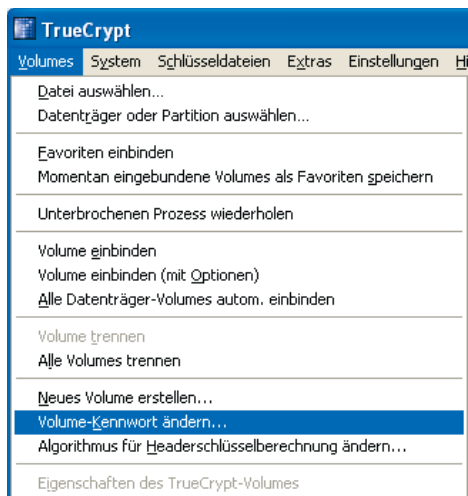 TrueCrypt
Volumes System Schlüsseldateien Extras Einstellungen Hi
Datei auswählen...
Datenträger oder Partition auswählen...
Favoriten einbinden
Momentan eingebundene Volumes als Favoriten speichern
Unterbrochenen Prozess wiederholen
Volume einbinden
Volume einbinden (mit Optionen)
Alle Datenträger-Volumes autom. einbinden
Volume trennen
Alle Volumes trennen
Neues Volume erstellen...
Volume-Kennwort ändern...
Algorithmus für Headerschlüsselberechnung ändern...
Eigenschaften des TrueCrypt-Volumes